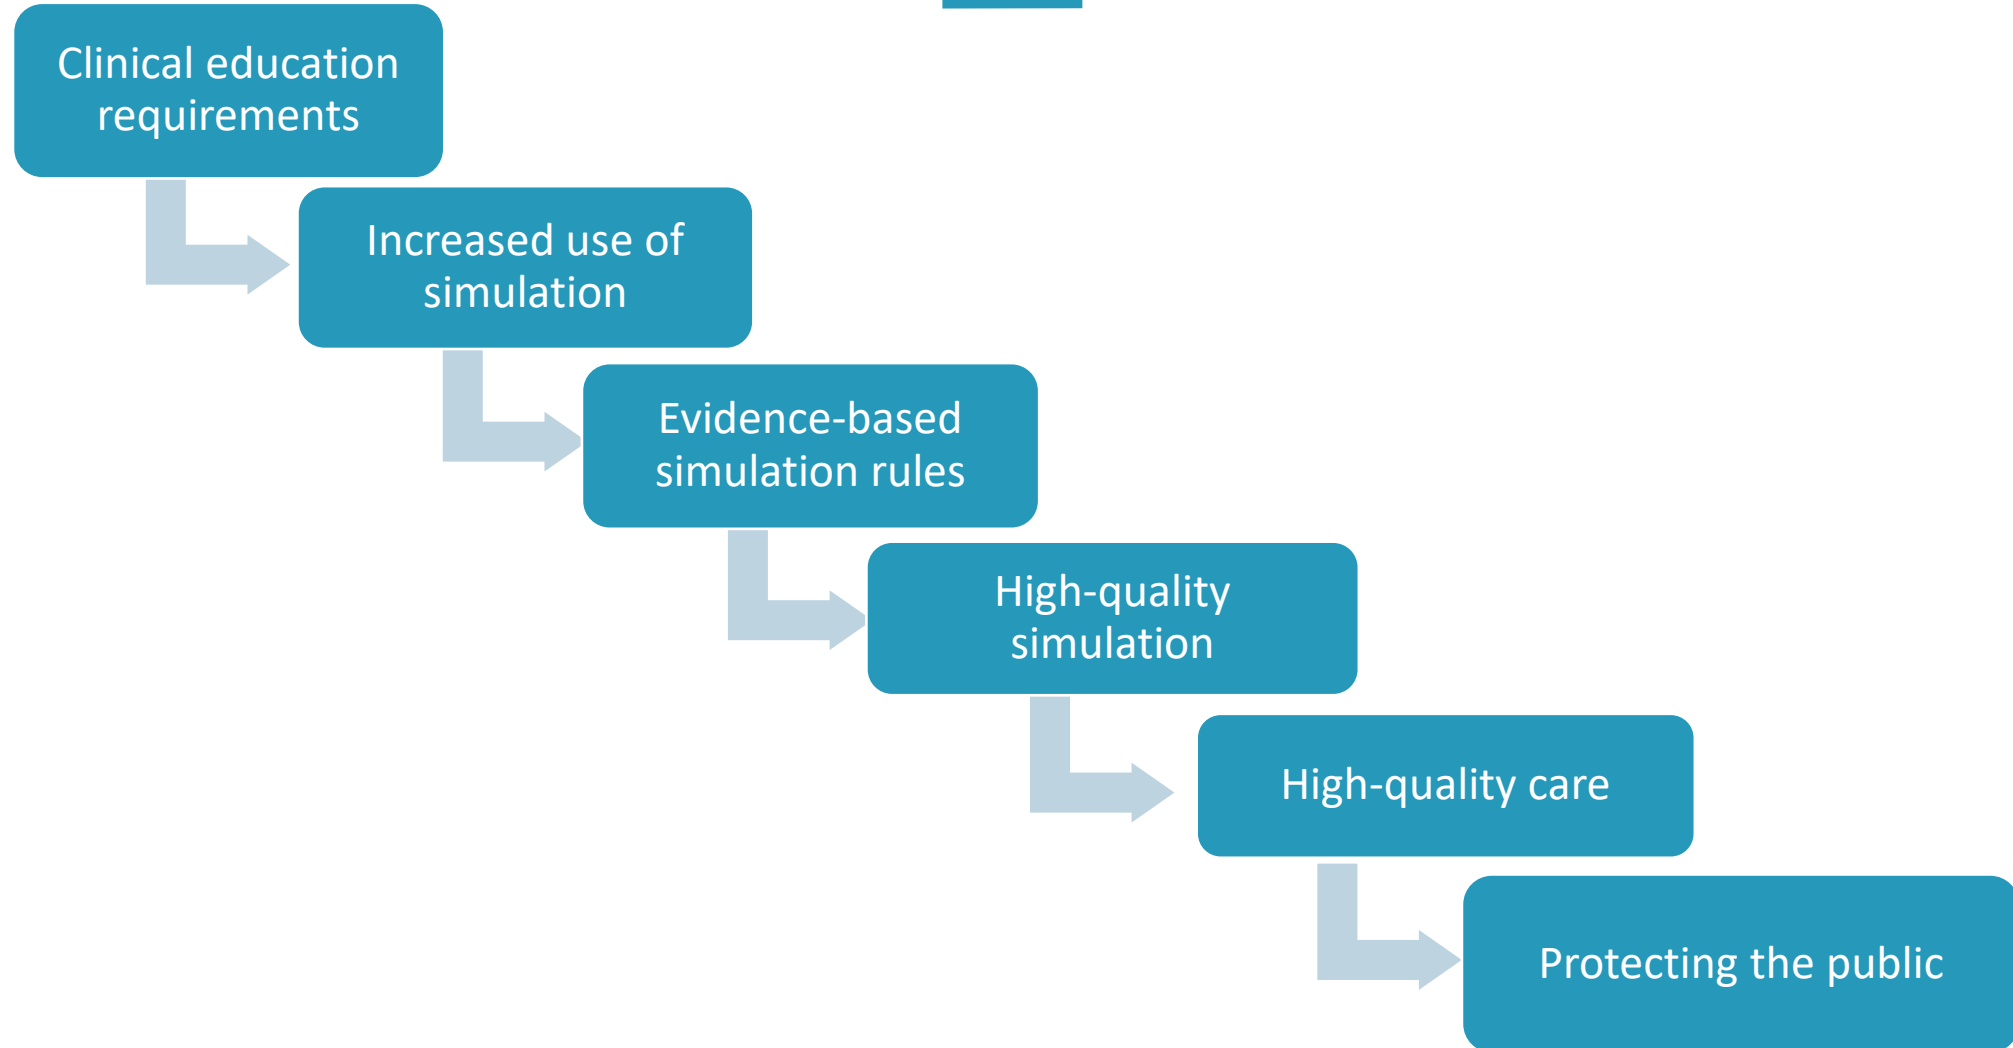 Clinical education
requirements
Increased use of
simulation
Evidence-based
simulation rules
High-quality
simulation
High-quality care
Protecting the public